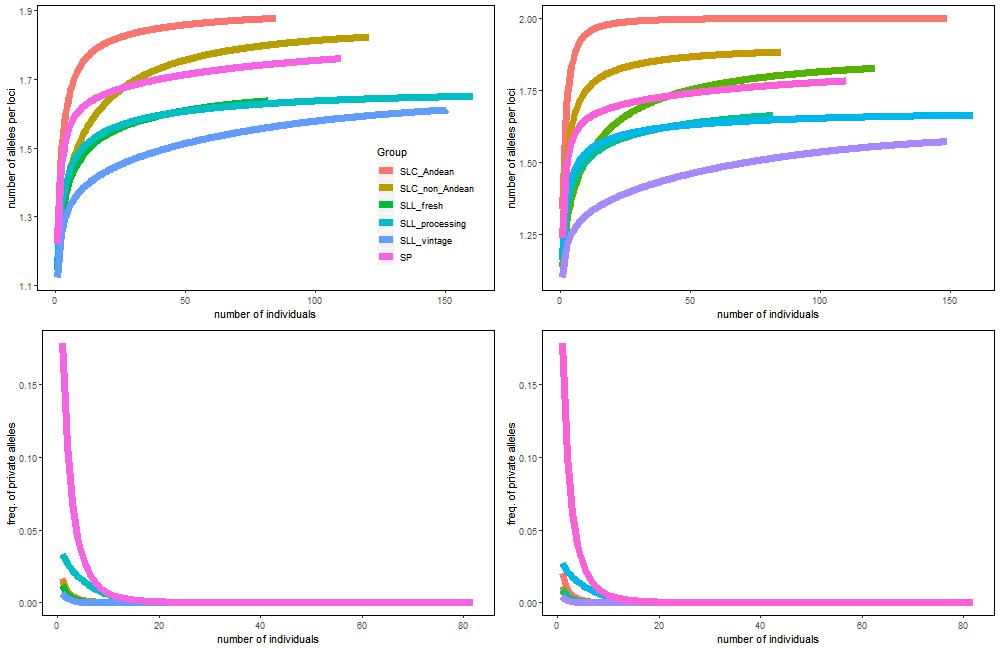 number of alleles per loci
1.9
1.7
1.5
1.3
1.1
0
50
100
150
number of individuals
Group
SLC_Andean
SLC_non_Andean
SLL_fresh
SLL_processing
SLL_vintage
SP
number of alleles per loci
2.00
1.75
1.50
1.25
0
50
100
150
number of individuals
freq. of private alleles
0.15
0.10
0.05
0.00
0
20
40
60
80
number of individuals
freq. of private alleles
0.15
0.10
0.05
0.00
0
20
40
60
80
number of individuals